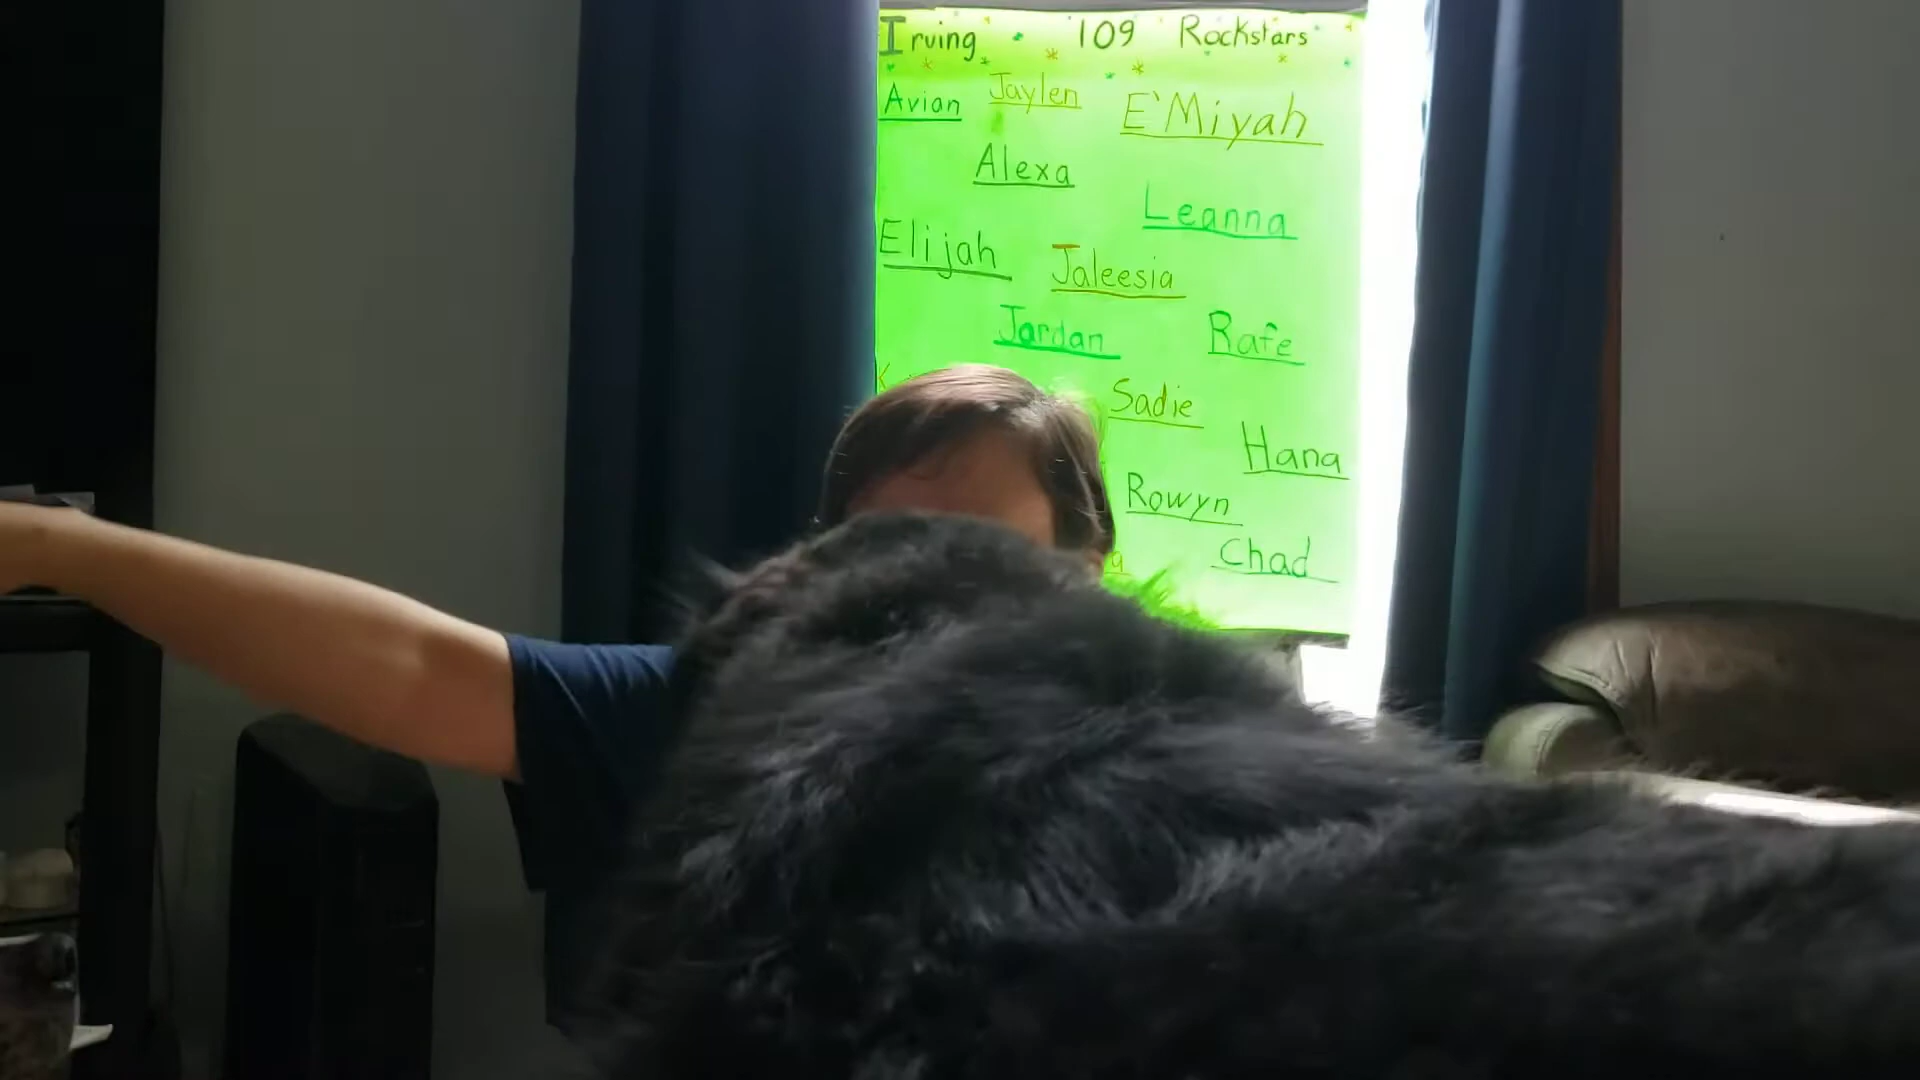 Irving 109 Rockstars
Avian Jaylen E'Miyah
Alexa
Leanna
Elijah Jaleesia
Jordan Rafe
Sadie
Hana
Rowyn
Chad